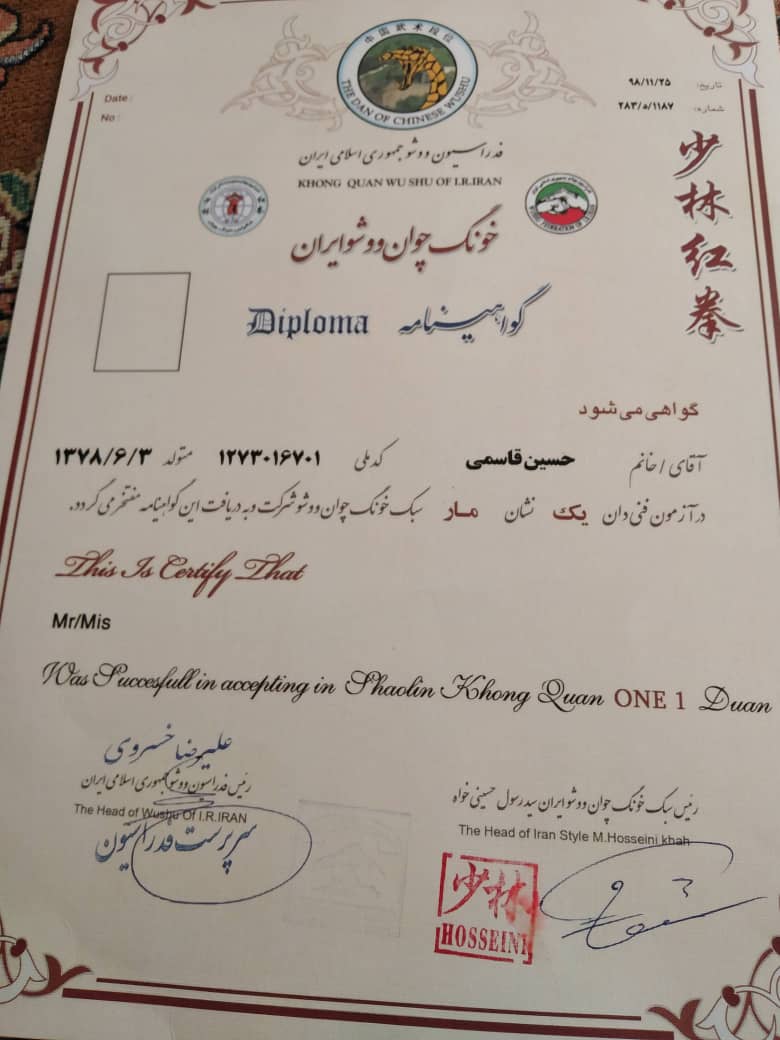 中国武术段位
THE DAN OF CHINESE WUSHU
Date:
No:
تاریخ: ۹۸/۱۱/۲۵
شماره: ۲۸۳/۵/۱۱۸۷
فدراسیون ووشو جمهوری اسلامی ایران
KHONG QUAN WU SHU OF I.R.IRAN
خونگ چوان ووشو ایران
少林红拳
Diploma گواهینامه
گواهی می شود
آقای / خانم حسین قاسمی کد ملی ۱۲۷۳۰۱۶۷۰۱ متولد ۱۳۷۸/۶/۳
در آزمون فنی دان یک نشان مار سبک خونگ چوان ووشو شرکت و به دریافت این گواهینامه مفتخر می گردد.
This Is Certify That
Mr/Mis
Was Succesfull in accepting in Shaolin Khong Quan ONE 1 Duan
علیرضا خسروی
رئیس فدراسیون ووشو جمهوری اسلامی ایران
The Head of Wushu Of I.R.IRAN
سرپرست فدراسیون
رئیس سبک خونگ چوان ووشو ایران سید رسول حسینی خواه
The Head of Iran Style M.Hosseini khah
少林
HOSSEINI